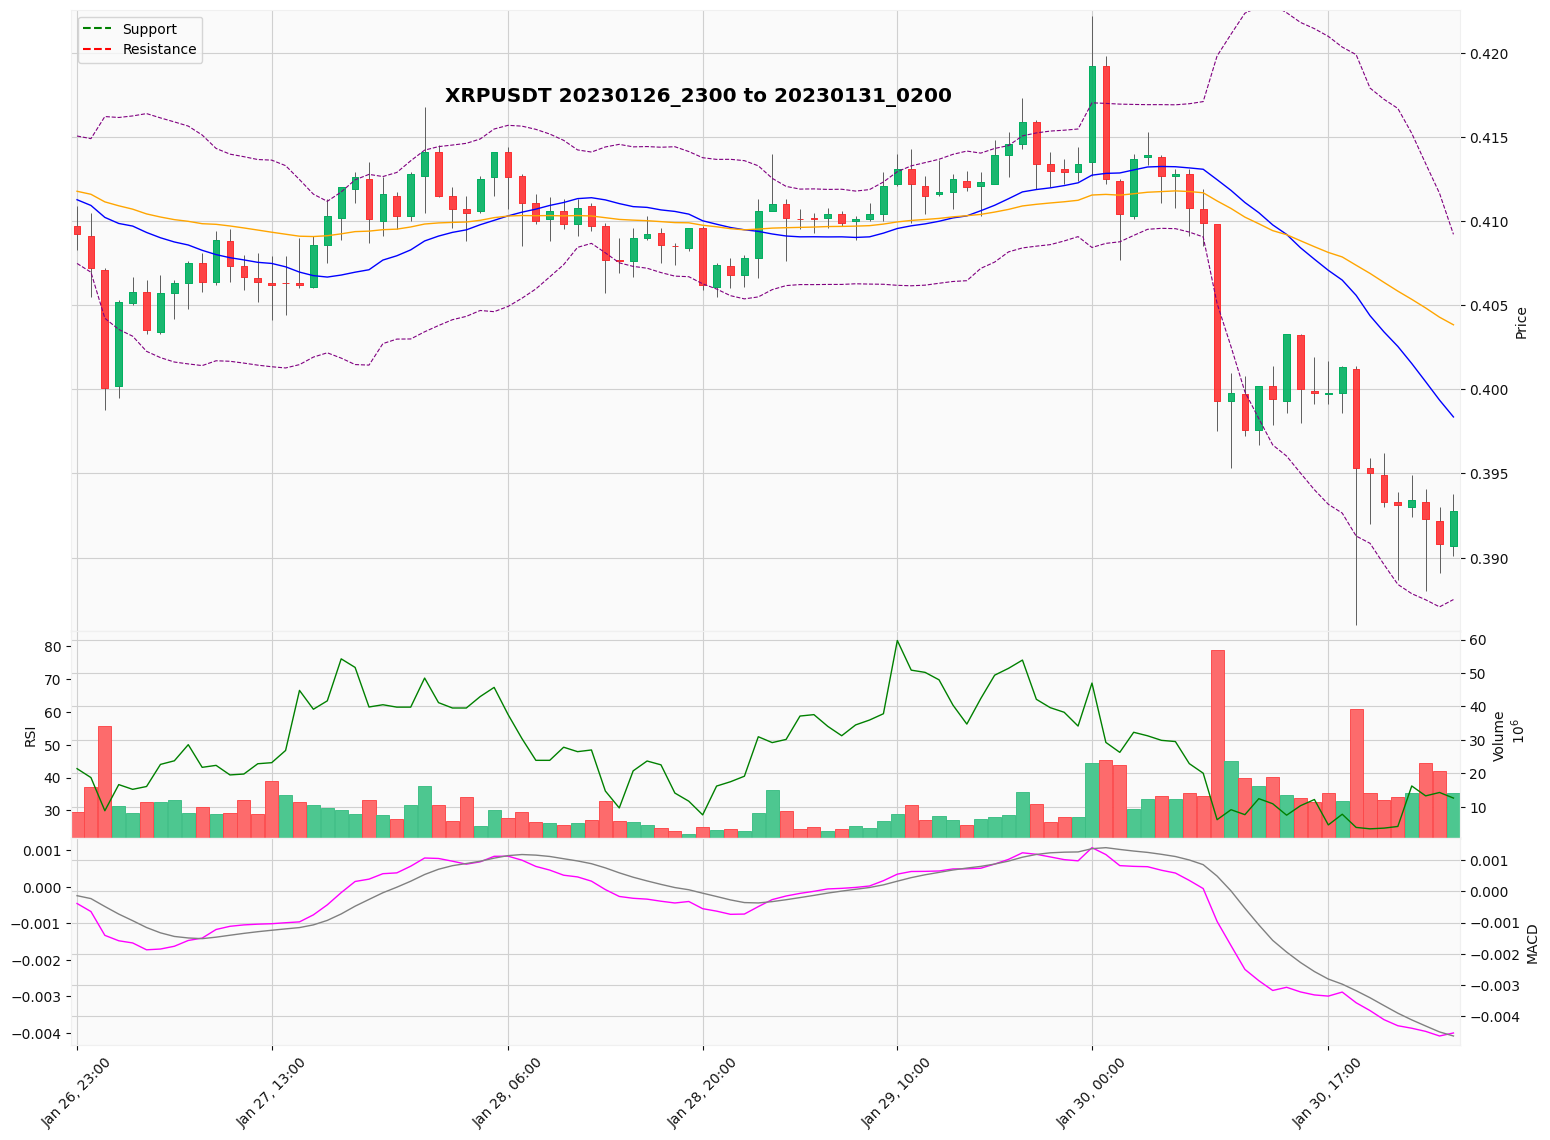 Support
Resistance
XRPUSDT 20230126_2300 to 20230131_0200
0.420
0.415
0.410
0.405
0.400
0.395
0.390
Price
80
70
60
50
40
30
RSI
60
50
40
30
20
10
Volume
10^6
0.001
0.000
−0.001
−0.002
−0.003
−0.004
0.001
0.000
−0.001
−0.002
−0.003
−0.004
MACD
Jan 26, 23:00
Jan 27, 13:00
Jan 28, 06:00
Jan 28, 20:00
Jan 29, 10:00
Jan 30, 00:00
Jan 30, 17:00